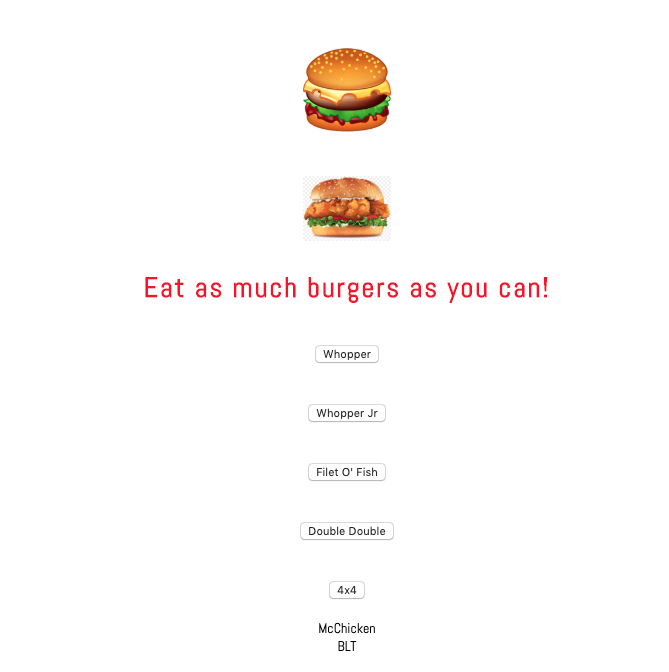 Eat as much burgers as you can!
Whopper
Whopper Jr
Filet O' Fish
Double Double
4x4
McChicken
BLT